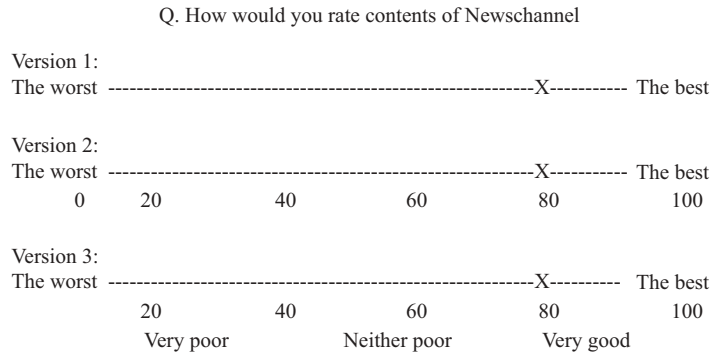 Q. How would you rate contents of Newschannel
Version 1:
The worst -------------------------------------------------------------X----------- The best
Version 2:
The worst -------------------------------------------------------------X----------- The best
0 20 40 60 80 100
Version 3:
The worst -------------------------------------------------------------X---------- The best
20 40 60 80 100
Very poor Neither poor Very good